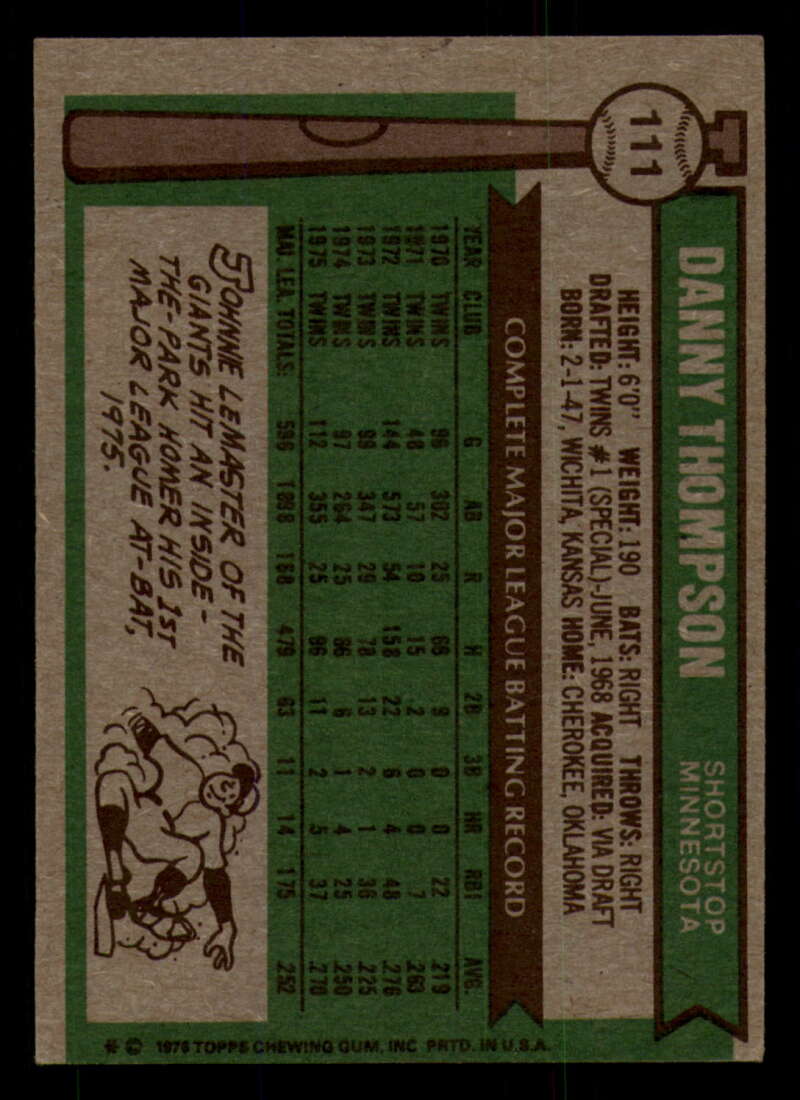 111
DANNY THOMPSON
SHORTSTOP
MINNESOTA
HEIGHT: 6'0" WEIGHT: 190 BATS: RIGHT THROWS: RIGHT
DRAFTED: TWINS #1 (SPECIAL)-JUNE, 1968 ACQUIRED: VIA DRAFT
BORN: 2-1-47, WICHITA, KANSAS HOME: CHEROKEE, OKLAHOMA
COMPLETE MAJOR LEAGUE BATTING RECORD
YEAR CLUB G AB R H 2B 3B HR RBI AVG.
1970 TWINS 96 302 25 66 9 0 0 22 .219
1971 TWINS 48 57 10 15 2 0 0 7 .263
1972 TWINS 144 573 54 158 22 6 4 48 .276
1973 TWINS 99 347 29 78 13 2 1 36 .225
1974 TWINS 97 264 25 66 6 1 4 25 .250
1975 TWINS 112 355 25 96 11 2 5 37 .270
MAJ. LEA. TOTALS: 596 1898 168 479 63 11 14 175 .252
JOHNNIE LEMASTER OF THE
GIANTS HIT AN INSIDE-
THE-PARK HOMER HIS 1ST
MAJOR LEAGUE AT-BAT,
1975.
* © 1976 TOPPS CHEWING GUM, INC PRTD. IN U.S.A.